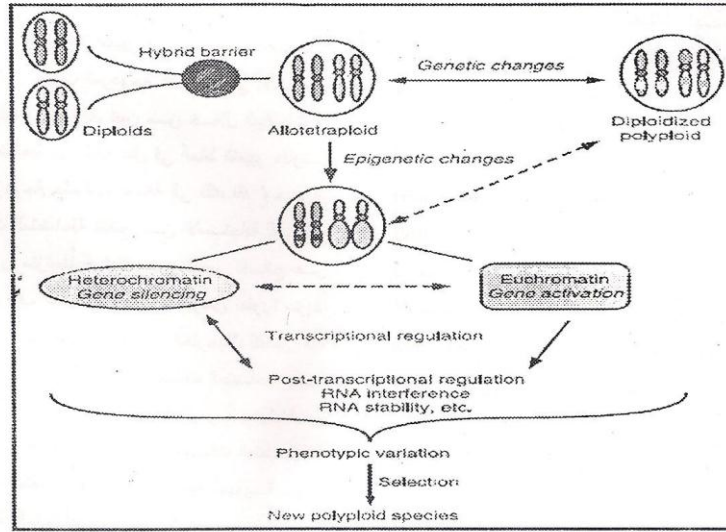 Hybrid barrier
Diploids
Allotetraploid
Genetic changes
Diploidized
polyploid
Epigenetic changes
Heterochromatin
Gene silencing
Euchromatin
Gene activation
Transcriptional regulation
Post-transcriptional regulation
RNA interference
RNA stability, etc.
Phenotypic variation
Selection
New polyploid species